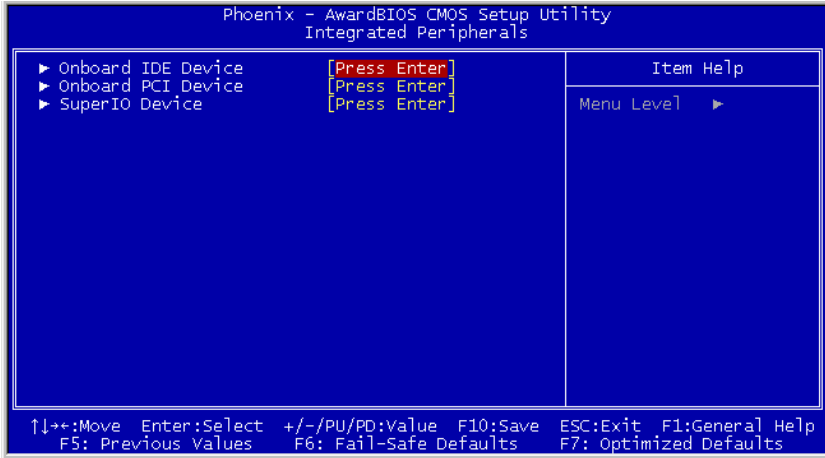 Phoenix - AwardBIOS CMOS Setup Utility
Integrated Peripherals
▶ Onboard IDE Device [Press Enter]
▶ Onboard PCI Device [Press Enter]
▶ SuperIO Device [Press Enter]
Item Help
Menu Level ▶
↑↓→←:Move Enter:Select +/-/PU/PD:Value F10:Save ESC:Exit F1:General Help
F5: Previous Values F6: Fail-Safe Defaults F7: Optimized Defaults